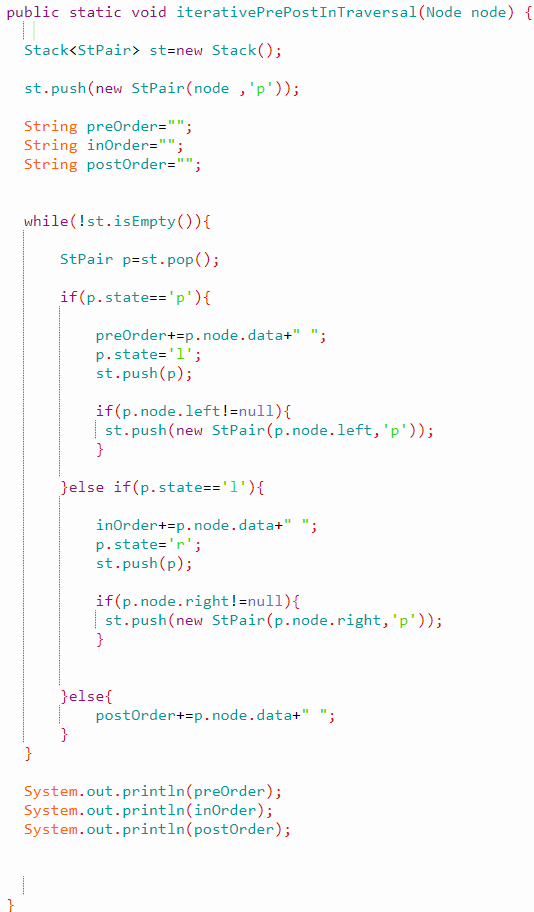 public static void iterativePrePostInTraversal(Node node) {
Stack<StPair> st=new Stack();
st.push(new StPair(node ,'p'));
String preOrder="";
String inOrder="";
String postOrder="";
while(!st.isEmpty()){
StPair p=st.pop();
if(p.state=='p'){
preOrder+=p.node.data+" ";
p.state='l';
st.push(p);
if(p.node.left!=null){
st.push(new StPair(p.node.left,'p'));
}
}else if(p.state=='l'){
inOrder+=p.node.data+" ";
p.state='r';
st.push(p);
if(p.node.right!=null){
st.push(new StPair(p.node.right,'p'));
}
}else{
postOrder+=p.node.data+" ";
}
}
System.out.println(preOrder);
System.out.println(inOrder);
System.out.println(postOrder);
}